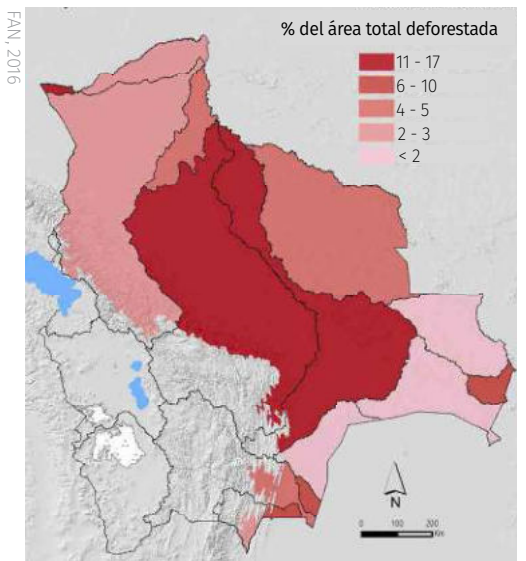 % del área total deforestada
11 - 17
6 - 10
4 - 5
2 - 3
< 2
FAN, 2016
N
0 100 200
Km